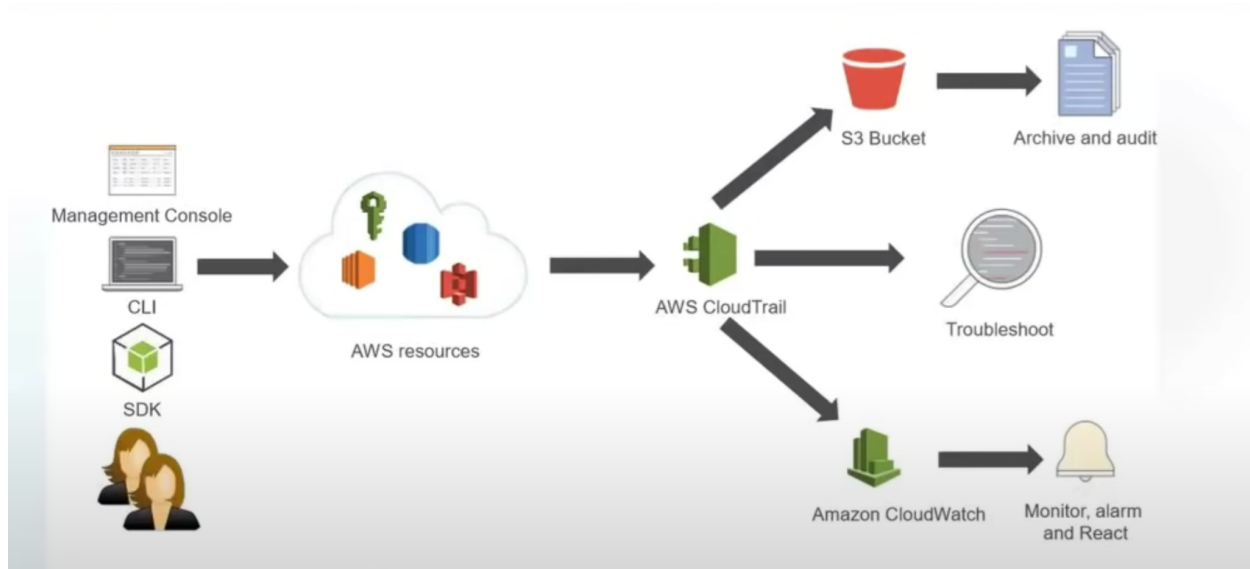 Management Console
CLI
SDK
AWS resources
AWS CloudTrail
S3 Bucket
Archive and audit
Troubleshoot
Amazon CloudWatch
Monitor, alarm
and React